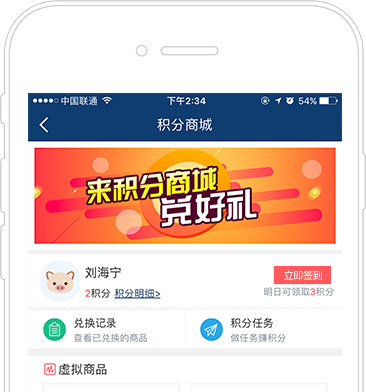 中国联通 下午2:34 54%
积分商城
来积分商城
兑好礼
刘海宁 立即签到
2积分 积分明细> 明日可领取3积分
兑换记录 积分任务
查看已兑换的商品 做任务赚积分
虚拟商品